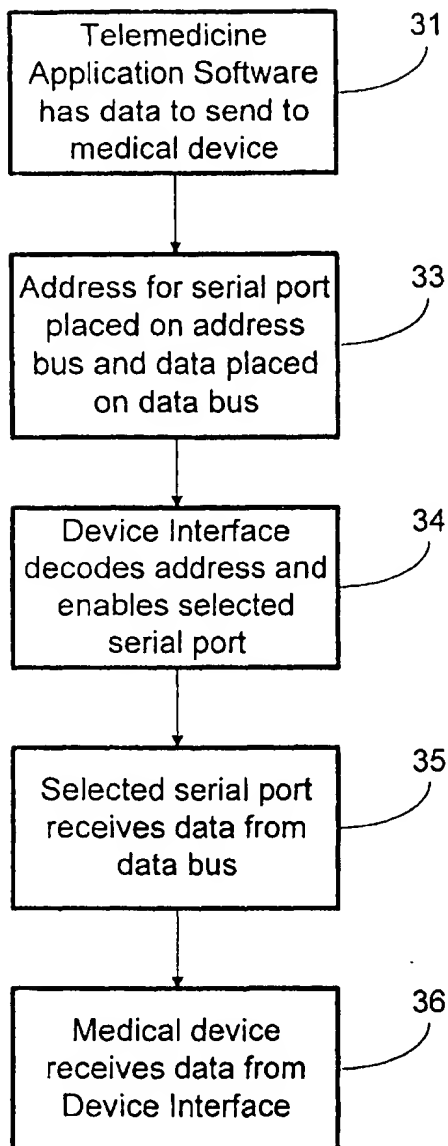 Telemedicine
Application Software
has data to send to
medical device
31
Address for serial port
placed on address
bus and data placed
on data bus
33
Device Interface
decodes address and
enables selected
serial port
34
Selected serial port
receives data from
data bus
35
Medical device
receives data from
Device Interface
36